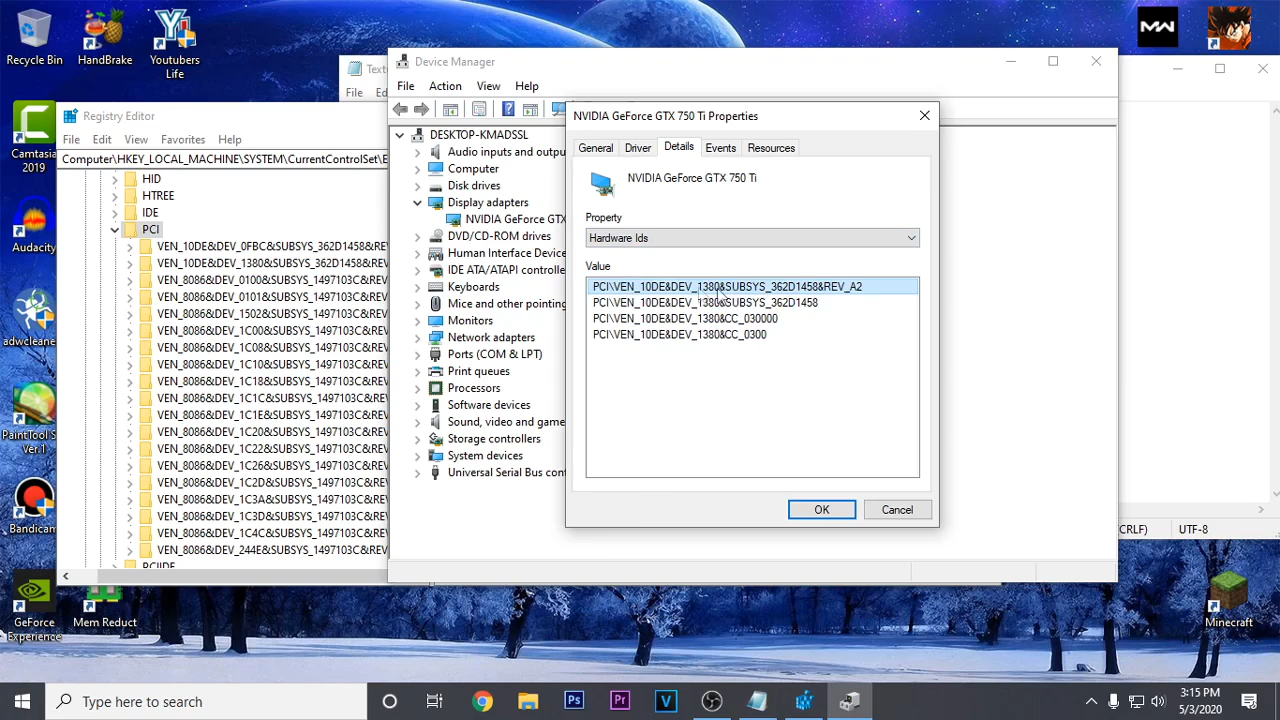 Recycle Bin
HandBrake
Youtubers
Life
Camtasia
2019
Audacity
adwcleaner
PaintTool S
Ver.1
Bandicam
GeForce
Experience
Mem Reduct
MW
Minecraft
Registry Editor
File Edit View Favorites Help
Computer\HKEY_LOCAL_MACHINE\SYSTEM\CurrentControlSet\E
HID
HTREE
IDE
PCI
VEN_10DE&DEV_0FBC&SUBSYS_362D1458&RE
VEN_10DE&DEV_1380&SUBSYS_362D1458&RE
VEN_8086&DEV_0100&SUBSYS_1497103C&RE
VEN_8086&DEV_0101&SUBSYS_1497103C&RE
VEN_8086&DEV_1502&SUBSYS_1497103C&RE
VEN_8086&DEV_1C00&SUBSYS_1497103C&RE
VEN_8086&DEV_1C08&SUBSYS_1497103C&RE
VEN_8086&DEV_1C10&SUBSYS_1497103C&RE
VEN_8086&DEV_1C18&SUBSYS_1497103C&RE
VEN_8086&DEV_1C1C&SUBSYS_1497103C&RE
VEN_8086&DEV_1C1E&SUBSYS_1497103C&RE
VEN_8086&DEV_1C20&SUBSYS_1497103C&RE
VEN_8086&DEV_1C22&SUBSYS_1497103C&RE
VEN_8086&DEV_1C26&SUBSYS_1497103C&RE
VEN_8086&DEV_1C2D&SUBSYS_1497103C&RE
VEN_8086&DEV_1C3A&SUBSYS_1497103C&RE
VEN_8086&DEV_1C3D&SUBSYS_1497103C&RE
VEN_8086&DEV_1C4C&SUBSYS_1497103C&RE
VEN_8086&DEV_244E&SUBSYS_1497103C&RE
PCIIDE
Text
File Ed
Device Manager
File Action View Help
DESKTOP-KMADSSL
Audio inputs and outpu
Computer
Disk drives
Display adapters
NVIDIA GeForce GTX
DVD/CD-ROM drives
Human Interface Device
IDE ATA/ATAPI controlle
Keyboards
Mice and other pointing
Monitors
Network adapters
Ports (COM & LPT)
Print queues
Processors
Software devices
Sound, video and game
Storage controllers
System devices
Universal Serial Bus cont
NVIDIA GeForce GTX 750 Ti Properties
General Driver Details Events Resources
NVIDIA GeForce GTX 750 Ti
Property
Hardware Ids
Value
PCI\VEN_10DE&DEV_1380&SUBSYS_362D1458&REV_A2
PCI\VEN_10DE&DEV_1380&SUBSYS_362D1458
PCI\VEN_10DE&DEV_1380&CC_030000
PCI\VEN_10DE&DEV_1380&CC_0300
OK Cancel
(CRLF) UTF-8
Type here to search
Ps
Pr
V
3:15 PM
5/3/2020